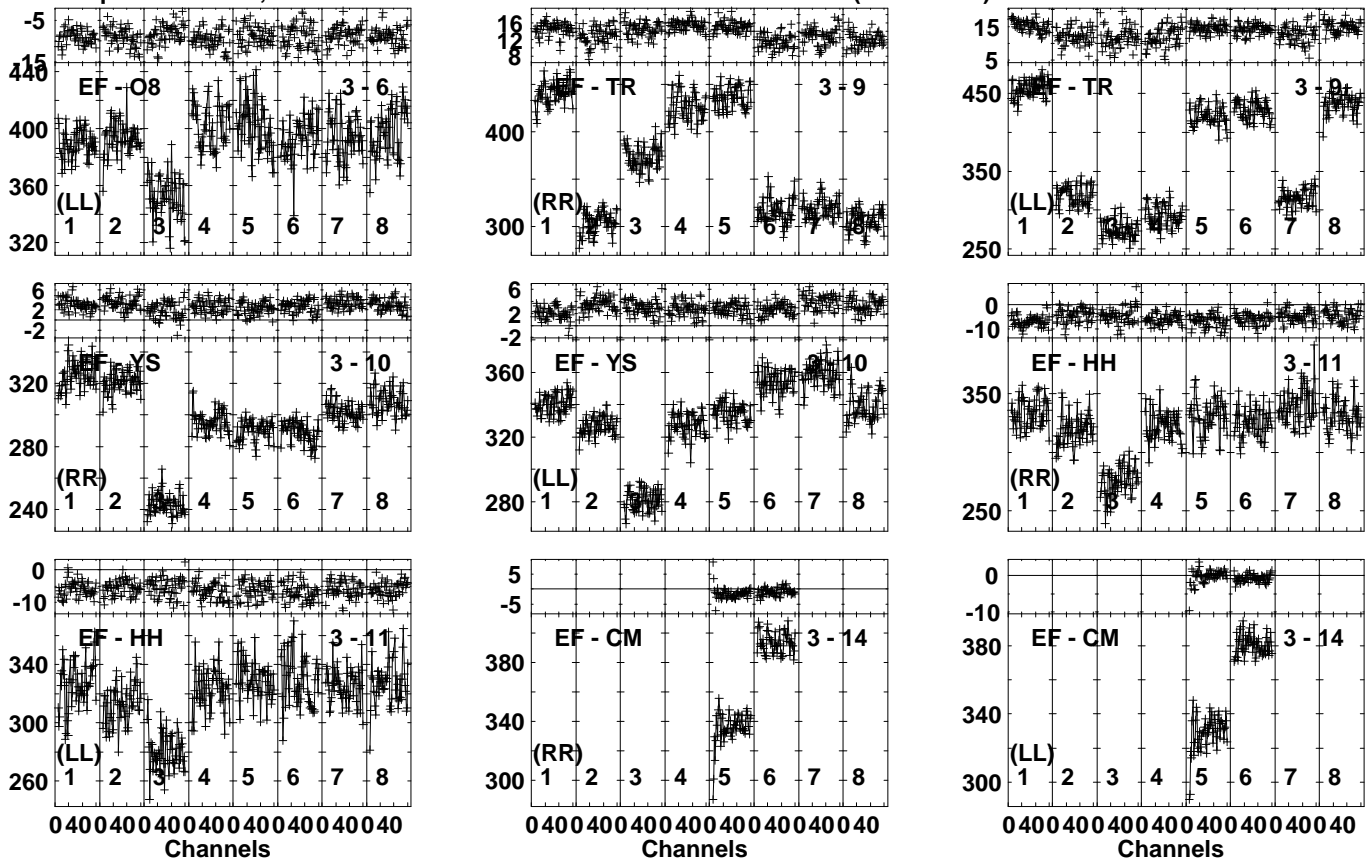 -5
-15
440
EF - O8 3 - 6
400
360
320
(LL)
1 2 3 4 5 6 7 8
16
12
8
EF - TR 3 - 9
400
300
(RR)
1 2 3 4 5 6 7 8
15
5
EF - TR 3 - 9
450
350
250
(LL)
1 2 3 4 5 6 7 8
6
2
-2
EF - YS 3 - 10
320
280
240
(RR)
1 2 3 4 5 6 7 8
6
2
-2
EF - YS 3 - 10
360
320
280
(LL)
1 2 3 4 5 6 7 8
0
-10
EF - HH 3 - 11
350
250
(RR)
1 2 3 4 5 6 7 8
0
-10
EF - HH 3 - 11
340
300
260
(LL)
1 2 3 4 5 6 7 8
0 40 0 40 0 40 0 40 0 40 0 40 0 40 0 40
Channels
5
-5
EF - CM 3 - 14
380
340
300
(RR)
1 2 3 4 5 6 7 8
0 40 0 40 0 40 0 40 0 40 0 40 0 40 0 40
Channels
0
-10
EF - CM 3 - 14
380
340
300
(LL)
1 2 3 4 5 6 7 8
0 40 0 40 0 40 0 40 0 40 0 40 0 40 0 40
Channels